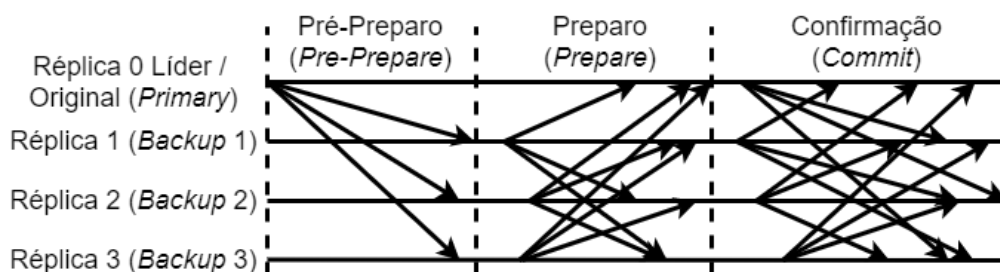 Pré-Preparo
(Pre-Prepare)
Preparo
(Prepare)
Confirmação
(Commit)
Réplica 0 Líder /
Original (Primary)
Réplica 1 (Backup 1)
Réplica 2 (Backup 2)
Réplica 3 (Backup 3)